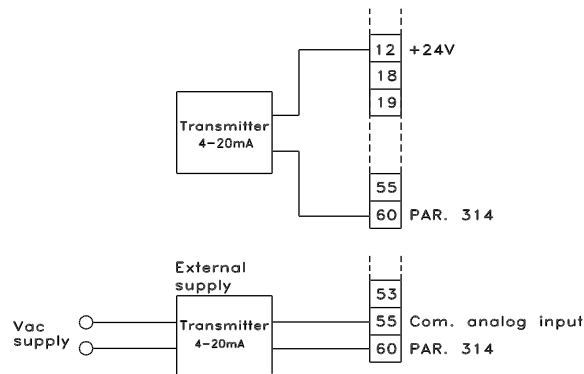 12 +24V
18
19
Transmitter
4-20mA
55
60 PAR. 314
External
supply
53
Vac
supply
Transmitter
4-20mA
55 Com. analog input
60 PAR. 314